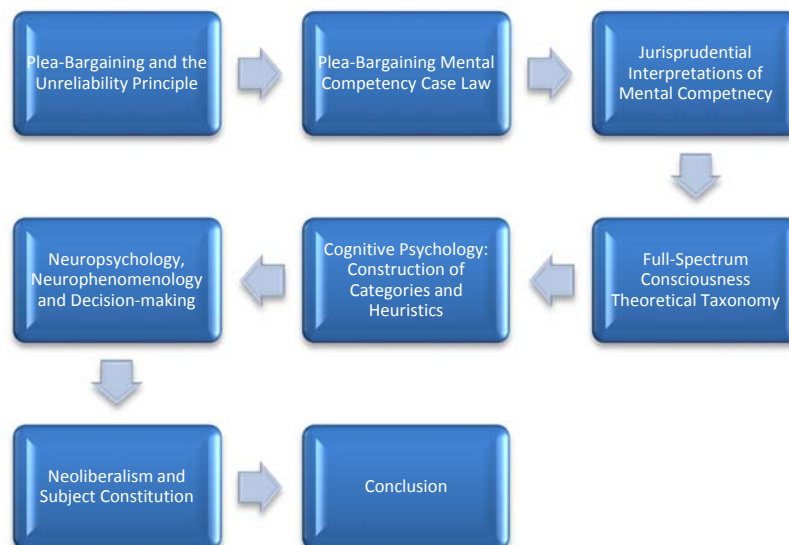 Plea-Bargaining and the
Unreliability Principle
Plea-Bargaining Mental
Competency Case Law
Jurisprudential
Interpretations of
Mental Competnecy
Full-Spectrum
Consciousness
Theoretical Taxonomy
Cognitive Psychology:
Construction of
Categories and
Heuristics
Neuropsychology,
Neurophenomenology
and Decision-making
Neoliberalism and
Subject Constitution
Conclusion